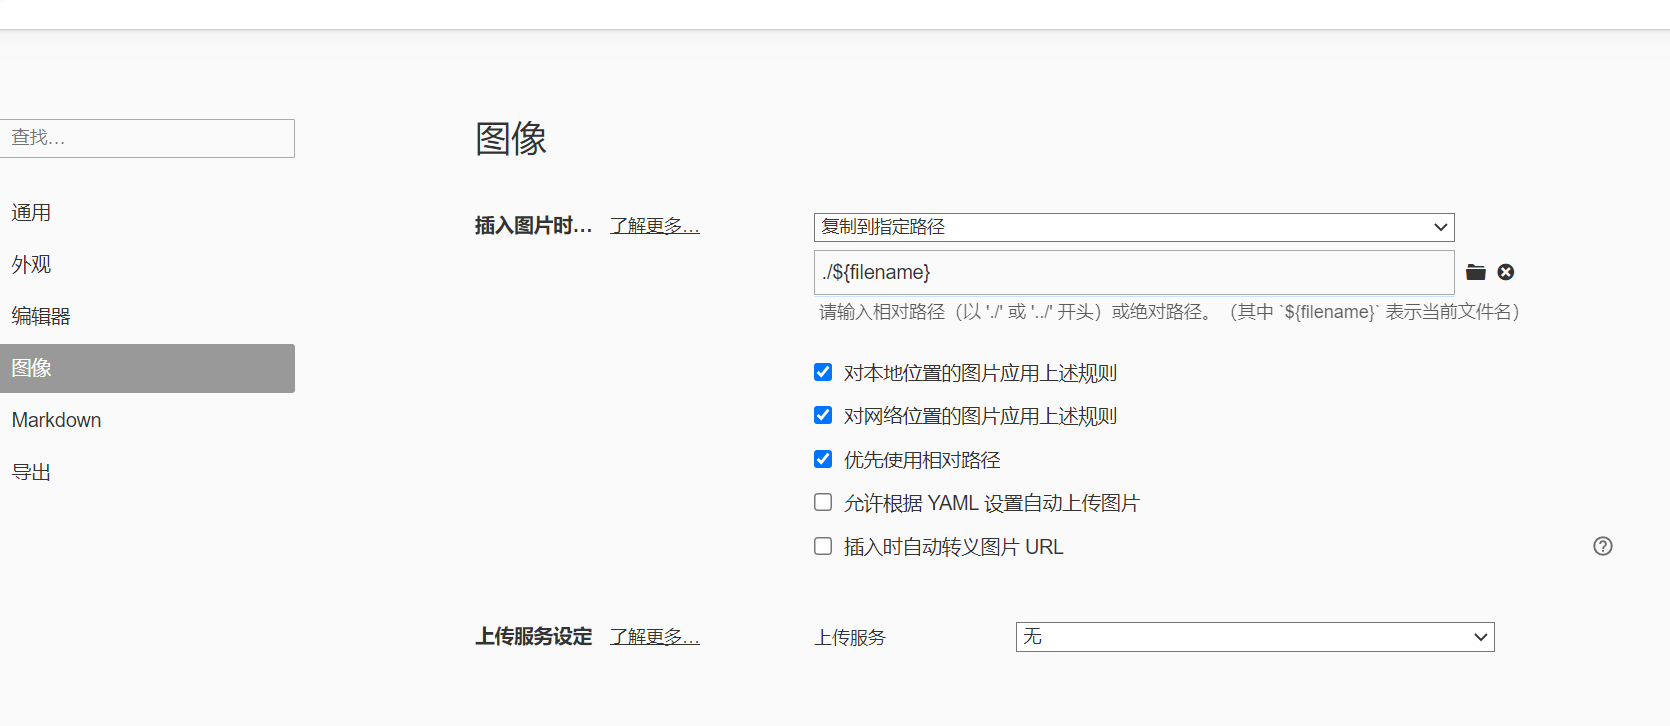 查找...
通用
外观
编辑器
图像
Markdown
导出
图像
插入图片时... 了解更多... 复制到指定路径
./${filename}
请输入相对路径（以 './' 或 '../' 开头）或绝对路径。（其中 `${filename}` 表示当前文件名）
对本地位置的图片应用上述规则
对网络位置的图片应用上述规则
优先使用相对路径
允许根据 YAML 设置自动上传图片
插入时自动转义图片 URL
上传服务设定 了解更多... 上传服务 无